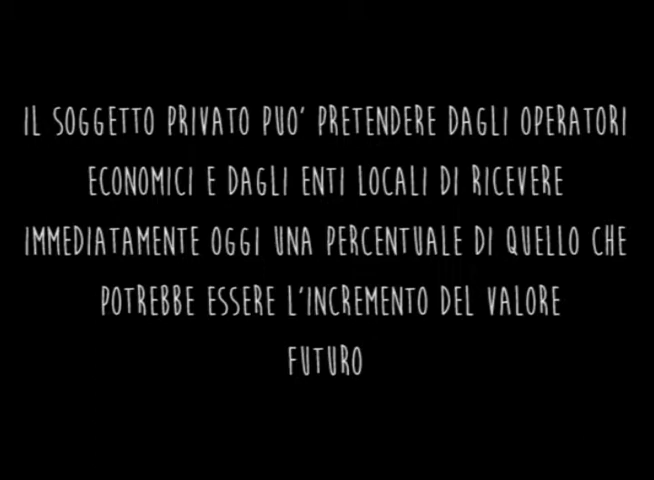 IL SOGGETTO PRIVATO PUO' PRETENDERE DAGLI OPERATORI
ECONOMICI E DAGLI ENTI LOCALI DI RICEVERE
IMMEDIATAMENTE OGGI UNA PERCENTUALE DI QUELLO CHE
POTREBBE ESSERE L'INCREMENTO DEL VALORE
FUTURO